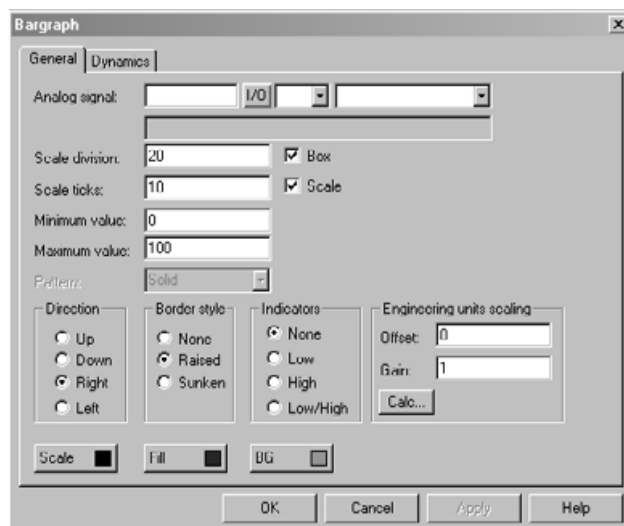 Bargraph
General Dynamics
Analog signal: I/O
Scale division: 20 Box
Scale ticks: 10 Scale
Minimum value: 0
Maximum value: 100
Pattern: Solid
Direction Border style Indicators Engineering units scaling
Up None None Offset: 0
Down Raised Low Gain: 1
Right Sunken High Calc...
Left Low/High
Scale Fill BG
OK Cancel Apply Help